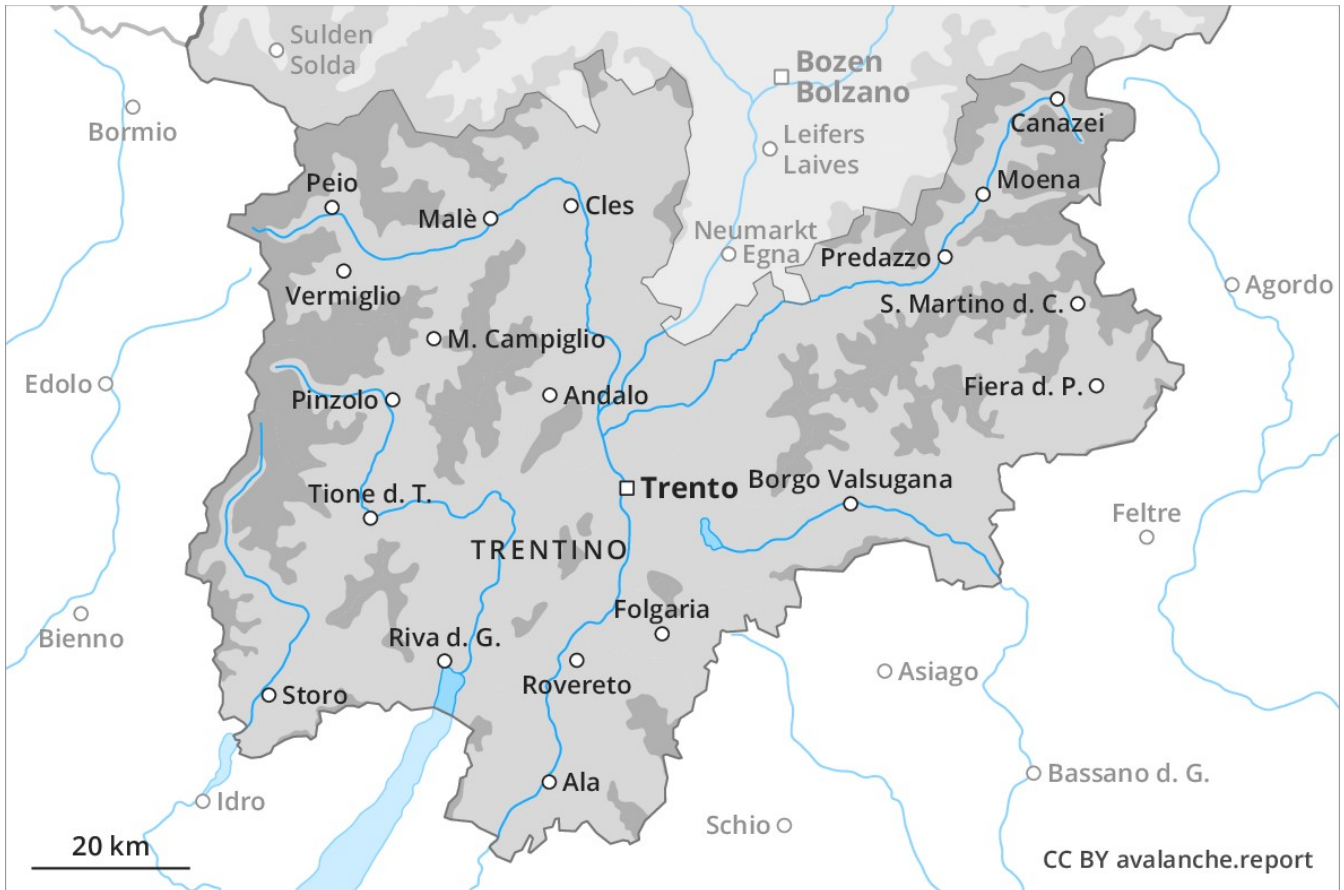 Sulden
Solda
Bozen
Bolzano
Bormio
Canazei
Leifers
Laives
Peio
Moena
Malè
Cles
Neumarkt
Egna
Predazzo
Vermiglio
Agordo
S. Martino d. C.
M. Campiglio
Edolo
Pinzolo
Andalo
Fiera d. P.
Tione d. T.
Trento
Borgo Valsugana
Feltre
TRENTINO
Bienno
Folgaria
Riva d. G.
Asiago
Rovereto
Storo
Bassano d. G.
Ala
Idro
Schio
20 km
CC BY avalanche.report